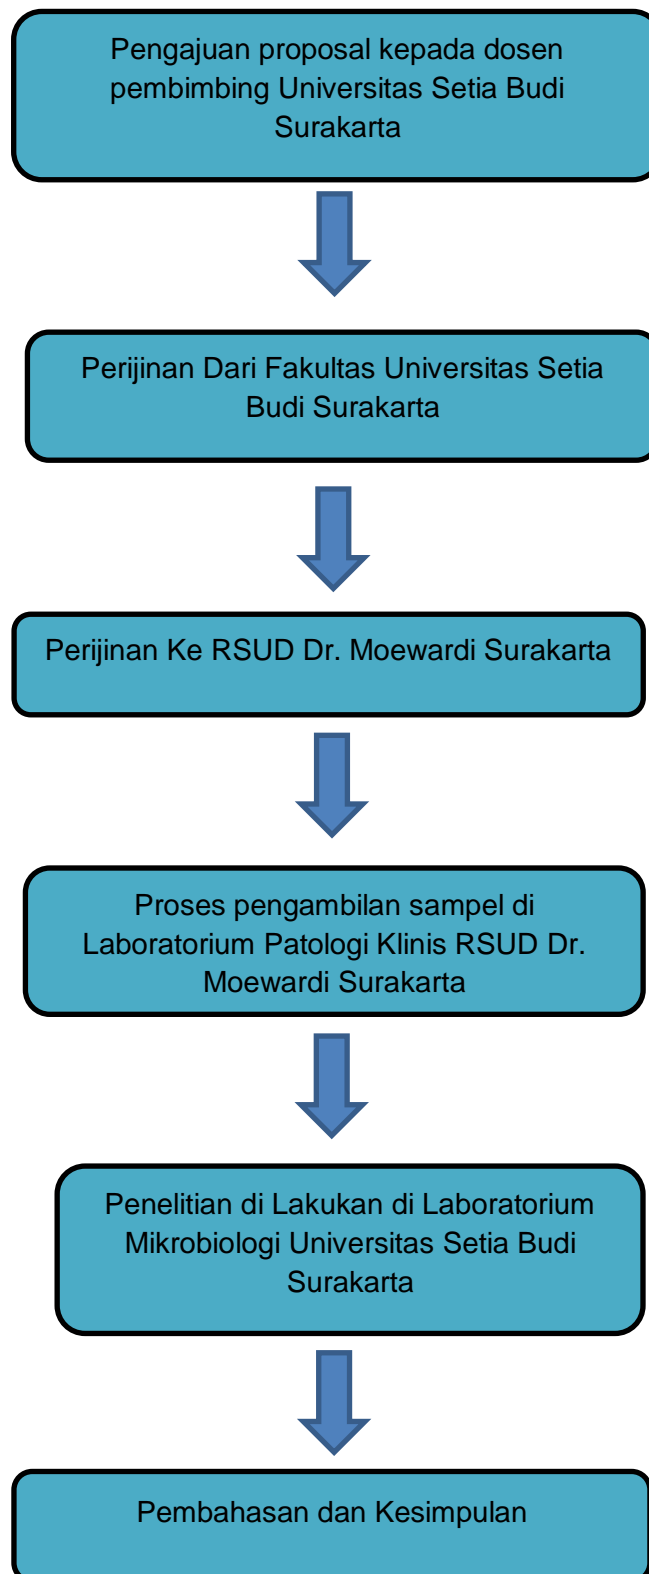 Pengajuan proposal kepada dosen
pembimbing Universitas Setia Budi
Surakarta
Perijinan Dari Fakultas Universitas Setia
Budi Surakarta
Perijinan Ke RSUD Dr. Moewardi Surakarta
Proses pengambilan sampel di
Laboratorium Patologi Klinis RSUD Dr.
Moewardi Surakarta
Penelitian di Lakukan di Laboratorium
Mikrobiologi Universitas Setia Budi
Surakarta
Pembahasan dan Kesimpulan